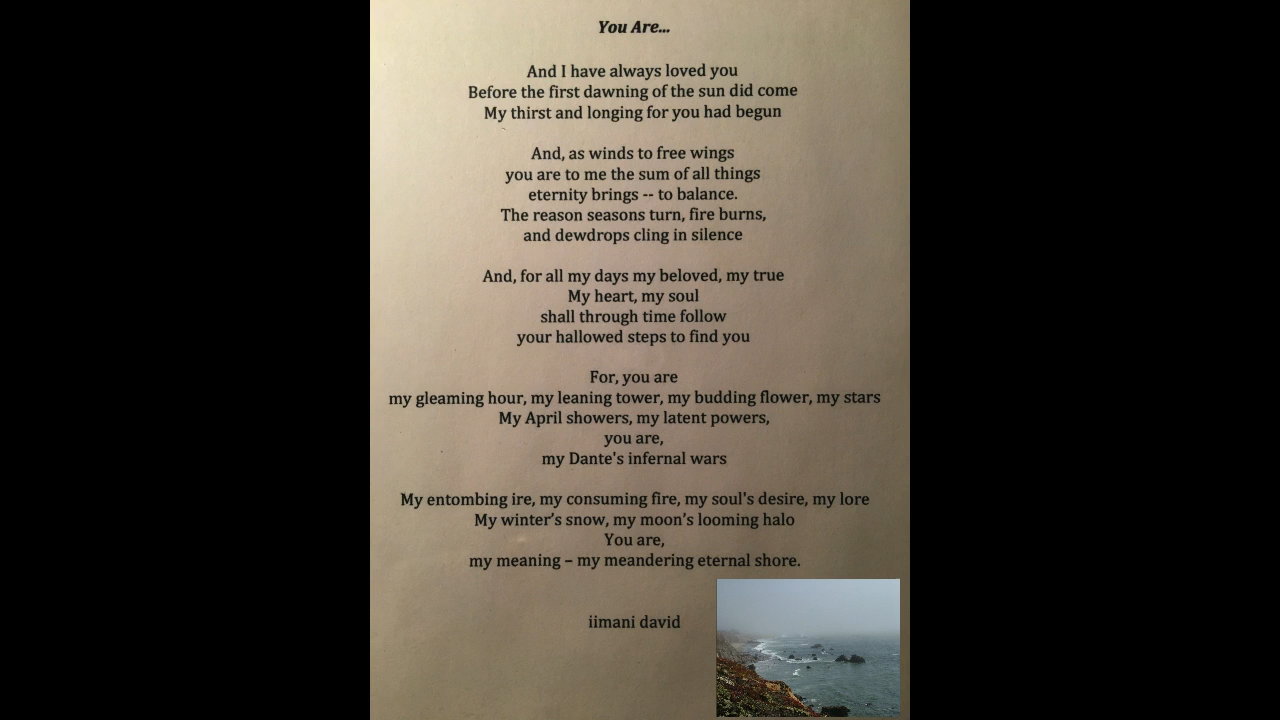 You Are...
And I have always loved you
Before the first dawning of the sun did come
My thirst and longing for you had begun
And, as winds to free wings
you are to me the sum of all things
eternity brings -- to balance.
The reason seasons turn, fire burns,
and dewdrops cling in silence
And, for all my days my beloved, my true
My heart, my soul
shall through time follow
your hallowed steps to find you
For, you are
my gleaming hour, my leaning tower, my budding flower, my stars
My April showers, my latent powers,
you are,
my Dante's infernal wars
My entombing ire, my consuming fire, my soul's desire, my lore
My winter’s snow, my moon’s looming halo
You are,
my meaning – my meandering eternal shore.
iimani david